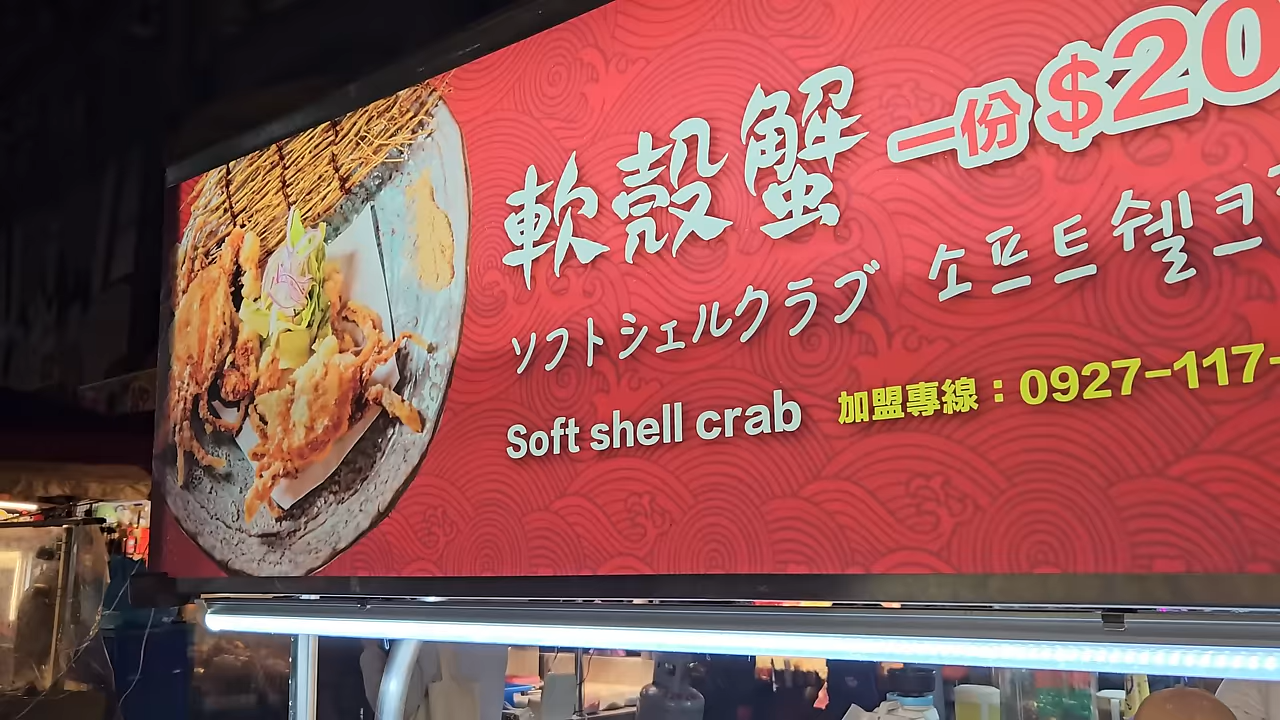 軟殼蟹 一份 $20
ソフトシェルクラブ 소프트 쉘크
Soft shell crab 加盟專線：0927-117-